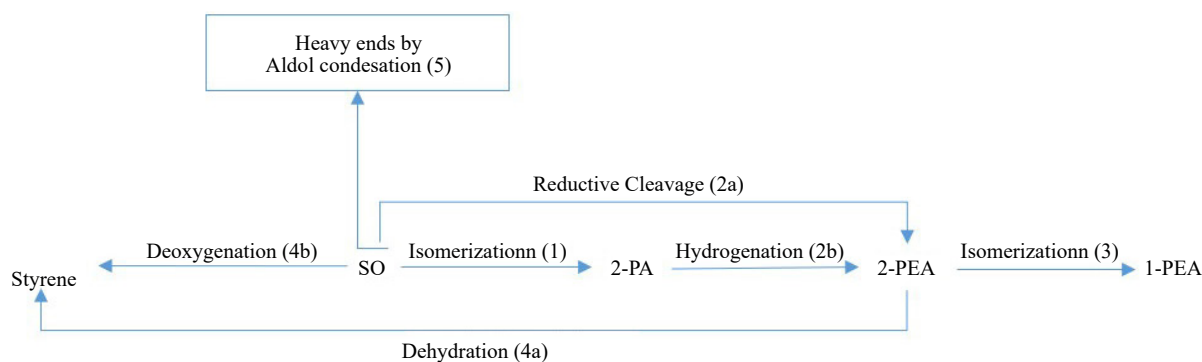 Heavy ends by
Aldol condesation (5)
Reductive Cleavage (2a)
Deoxygenation (4b)
Isomerizationn (1)
Hydrogenation (2b)
Isomerization (3)
Styrene
SO
2-PA
2-PEA
1-PEA
Dehydration (4a)